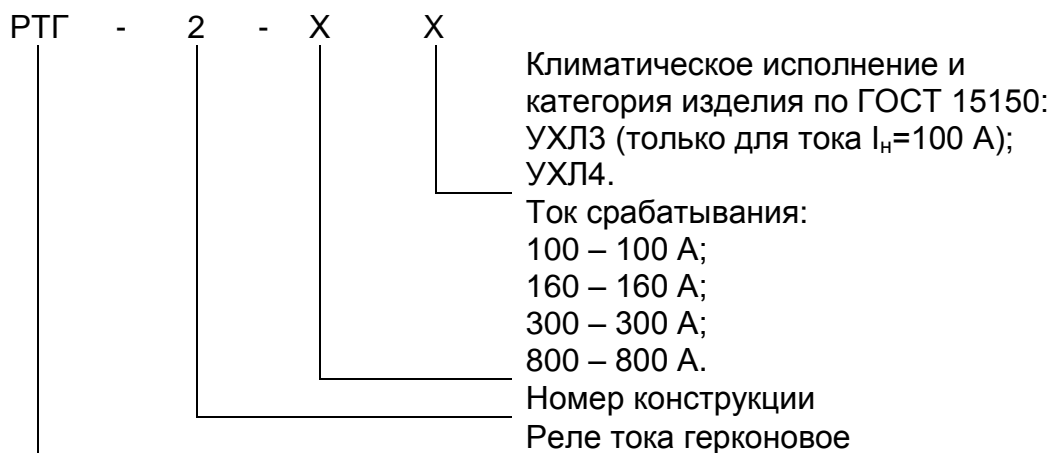 РТГ - 2 - Х Х
Климатическое исполнение и
категория изделия по ГОСТ 15150:
УХЛ3 (только для тока Iн=100 А);
УХЛ4.
Ток срабатывания:
100 – 100 А;
160 – 160 А;
300 – 300 А;
800 – 800 А.
Номер конструкции
Реле тока герконовое